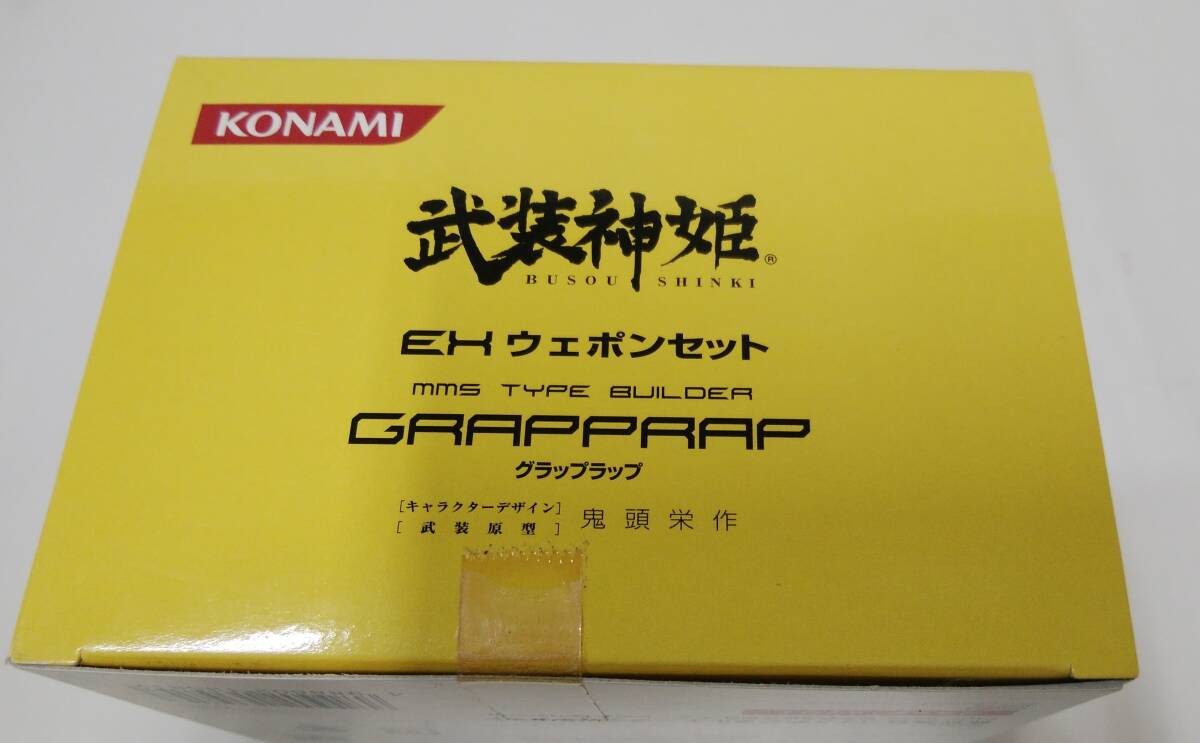 KONAMI
武装神姫®
BUSOU SHINKI
EX ウェポンセット
MMS TYPE BUILDER
GRAPPRAP
グラップラップ
[キャラクターデザイン]
[武装原型] 鬼頭栄作